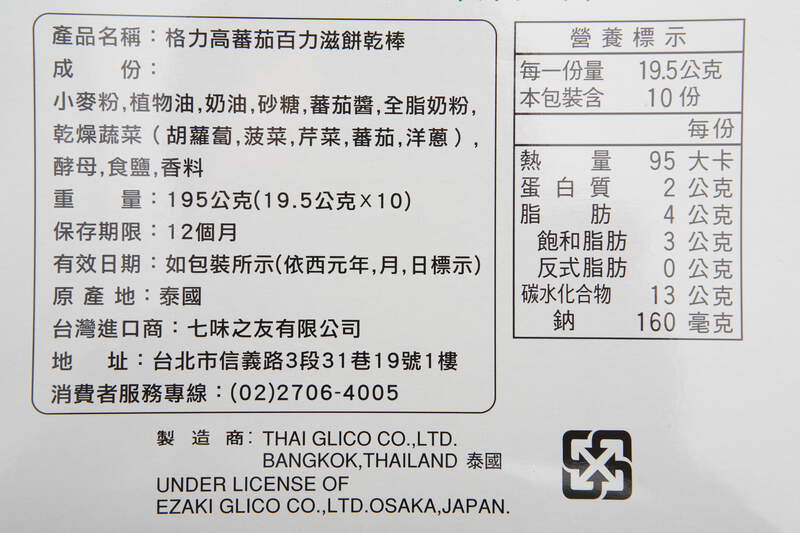 產品名稱：格力高蕃茄百力滋餅乾棒
成份：
小麥粉,植物油,奶油,砂糖,蕃茄醬,全脂奶粉,
乾燥蔬菜（胡蘿蔔,菠菜,芹菜,蕃茄,洋蔥）,
酵母,食鹽,香料
重量：195公克(19.5公克×10)
保存期限：12個月
有效日期：如包裝所示(依西元年,月,日標示)
原產地：泰國
台灣進口商：七味之友有限公司
地址：台北市信義路3段31巷19號1樓
消費者服務專線：(02)2706-4005
營養標示
每一份量 19.5公克
本包裝含 10份
每份
熱量 95 大卡
蛋白質 2 公克
脂肪 4 公克
飽和脂肪 3 公克
反式脂肪 0 公克
碳水化合物 13 公克
鈉 160 毫克
製造商: THAI GLICO CO.,LTD.
BANGKOK,THAILAND 泰國
UNDER LICENSE OF
EZAKI GLICO CO.,LTD.OSAKA,JAPAN.